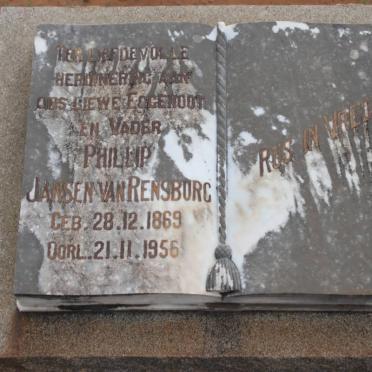 TER LIEFDEVOLLE
HERINNERING AAN
ONS LIEWE EGGENOOT
EN VADER
PHILLIP
JANSEN VAN RENSBURG
GEB. 28.12.1869
OORL. 21.11.1956
RUS IN VREDE